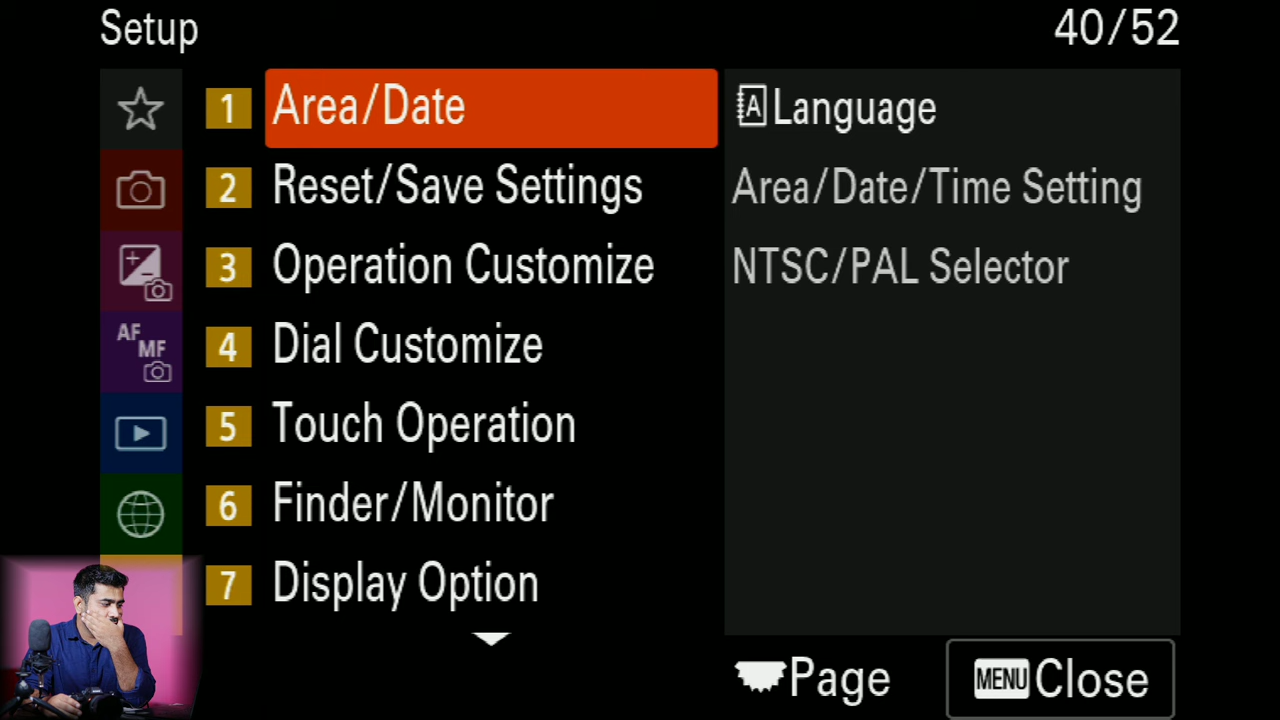 Setup
40/52
1 Area/Date
2 Reset/Save Settings
3 Operation Customize
4 Dial Customize
5 Touch Operation
6 Finder/Monitor
7 Display Option
A Language
Area/Date/Time Setting
NTSC/PAL Selector
AF
MF
Page
MENU Close